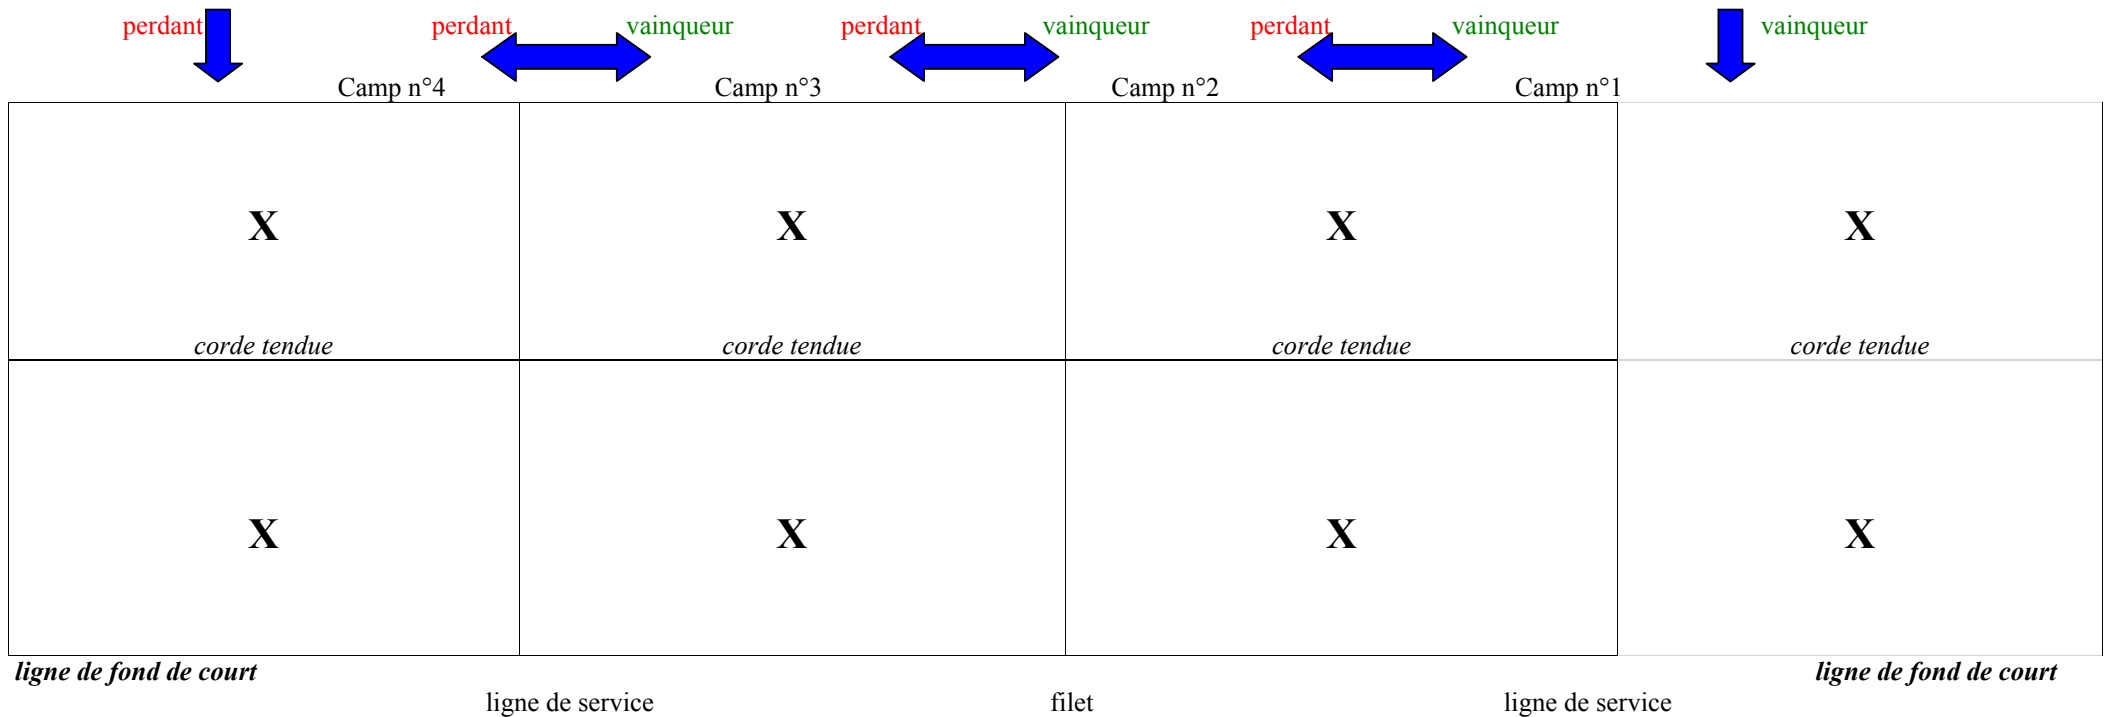 perdant perdant vainqueur perdant vainqueur perdant vainqueur vainqueur
Camp n°4 Camp n°3 Camp n°2 Camp n°1
X X X X
corde tendue corde tendue corde tendue corde tendue
X X X X
ligne de fond de court ligne de fond de court
ligne de service filet ligne de service